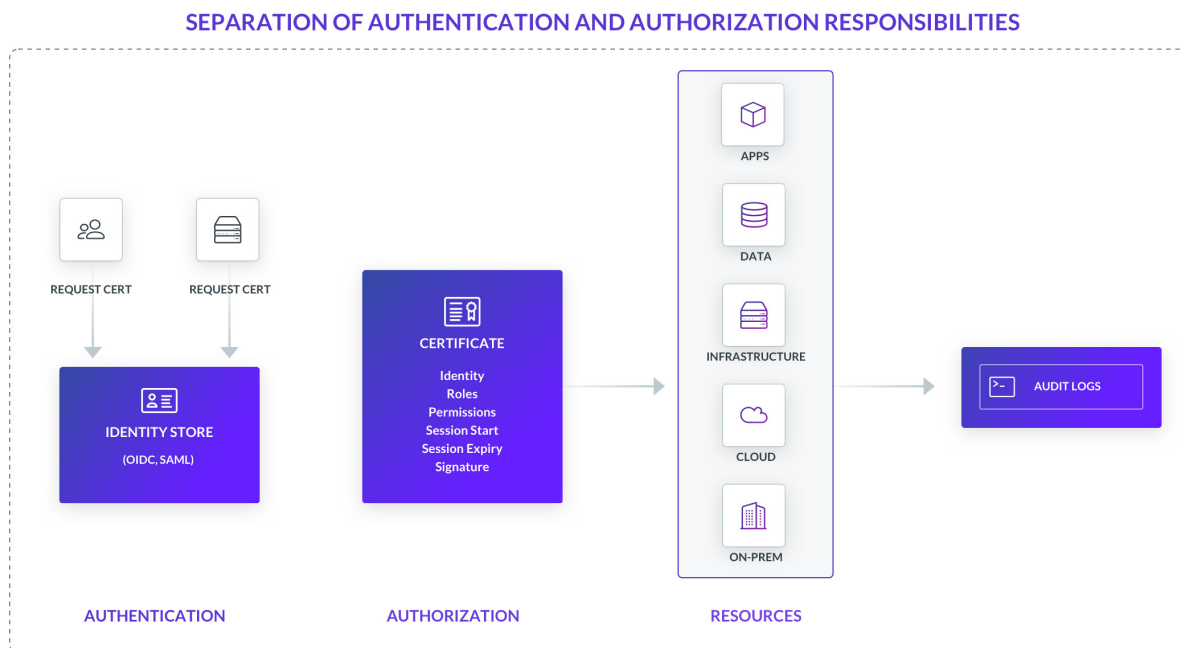 SEPARATION OF AUTHENTICATION AND AUTHORIZATION RESPONSIBILITIES
REQUEST CERT
REQUEST CERT
IDENTITY STORE
(OIDC, SAML)
AUTHENTICATION
CERTIFICATE
Identity
Roles
Permissions
Session Start
Session Expiry
Signature
AUTHORIZATION
APPS
DATA
INFRASTRUCTURE
CLOUD
ON-PREM
RESOURCES
>-
AUDIT LOGS